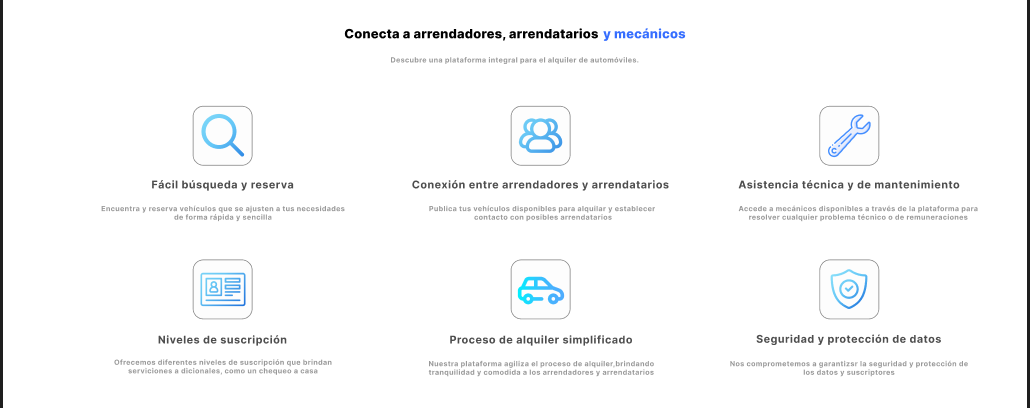 Conecta a arrendadores, arrendatarios y mecánicos
Descubre una plataforma integral para el alquiler de automóviles.
Fácil búsqueda y reserva
Encuentra y reserva vehículos que se ajusten a tus necesidades
de forma rápida y sencilla
Conexión entre arrendadores y arrendatarios
Publica tus vehículos disponibles para alquilar y establecer
contacto con posibles arrendatarios
Asistencia técnica y de mantenimiento
Accede a mecánicos disponibles a través de la plataforma para
resolver cualquier problema técnico o de remuneraciones
Niveles de suscripción
Ofrecemos diferentes niveles de suscripción que brindan
serviciones a dicionales, como un chequeo a casa
Proceso de alquiler simplificado
Nuestra plataforma agiliza el proceso de alquiler,brindando
tranquilidad y comodida a los arrendadores y arrendatarios
Seguridad y protección de datos
Nos comprometemos a garantizsr la seguridad y protección de
los datos y suscriptores